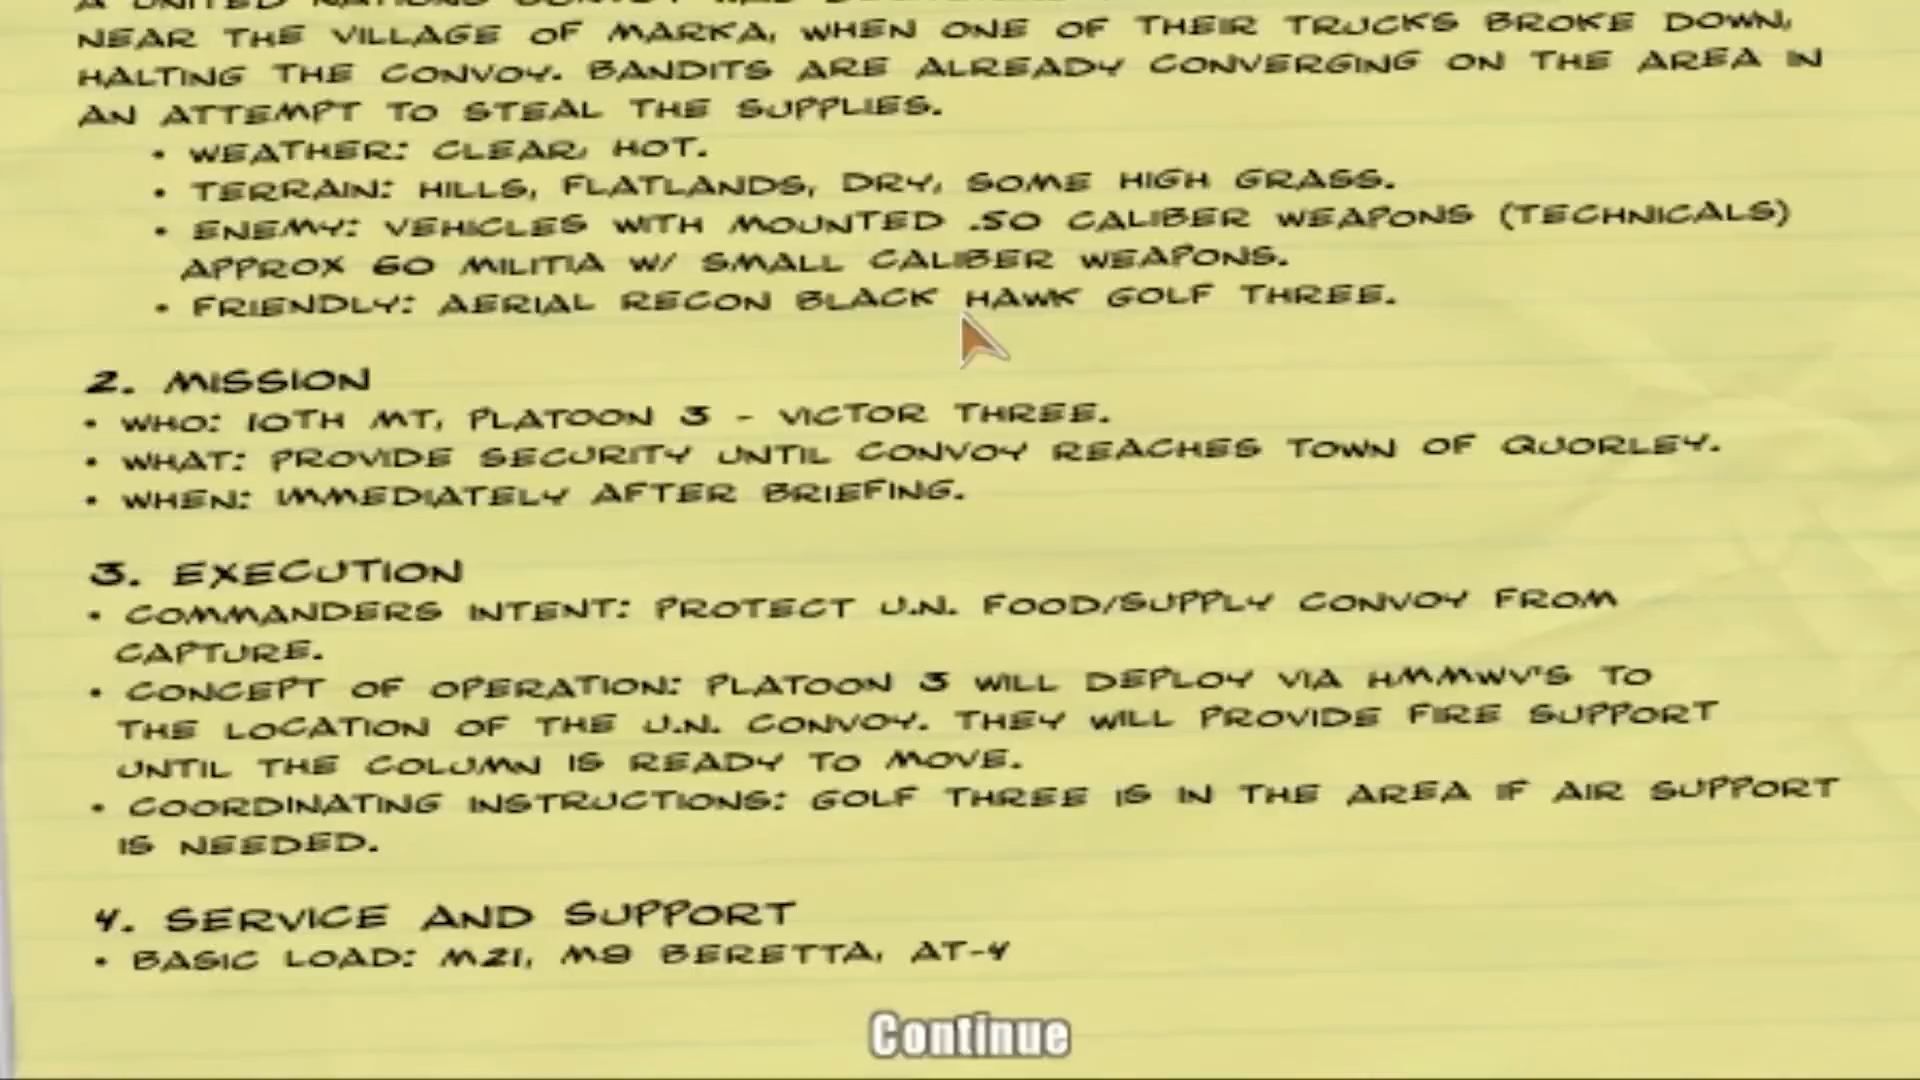 A UNITED NATIONS CONVOY WAS
NEAR THE VILLAGE OF MARKA, WHEN ONE OF THEIR TRUCKS BROKE DOWN,
HALTING THE CONVOY. BANDITS ARE ALREADY CONVERGING ON THE AREA IN
AN ATTEMPT TO STEAL THE SUPPLIES.
• WEATHER: CLEAR, HOT.
• TERRAIN: HILLS, FLATLANDS, DRY, SOME HIGH GRASS.
• ENEMY: VEHICLES WITH MOUNTED .50 CALIBER WEAPONS (TECHNICALS)
APPROX 60 MILITIA W/ SMALL CALIBER WEAPONS.
• FRIENDLY: AERIAL RECON BLACK HAWK GOLF THREE.
2. MISSION
• WHO: 10TH MT, PLATOON 3 - VICTOR THREE.
• WHAT: PROVIDE SECURITY UNTIL CONVOY REACHES TOWN OF QUORLEY.
• WHEN: IMMEDIATELY AFTER BRIEFING.
3. EXECUTION
• COMMANDERS INTENT: PROTECT U.N. FOOD/SUPPLY CONVOY FROM
CAPTURE.
• CONCEPT OF OPERATION: PLATOON 3 WILL DEPLOY VIA HMMWV'S TO
THE LOCATION OF THE U.N. CONVOY. THEY WILL PROVIDE FIRE SUPPORT
UNTIL THE COLUMN IS READY TO MOVE.
• COORDINATING INSTRUCTIONS: GOLF THREE IS IN THE AREA IF AIR SUPPORT
IS NEEDED.
4. SERVICE AND SUPPORT
• BASIC LOAD: M21, M9 BERETTA, AT-4
Continue